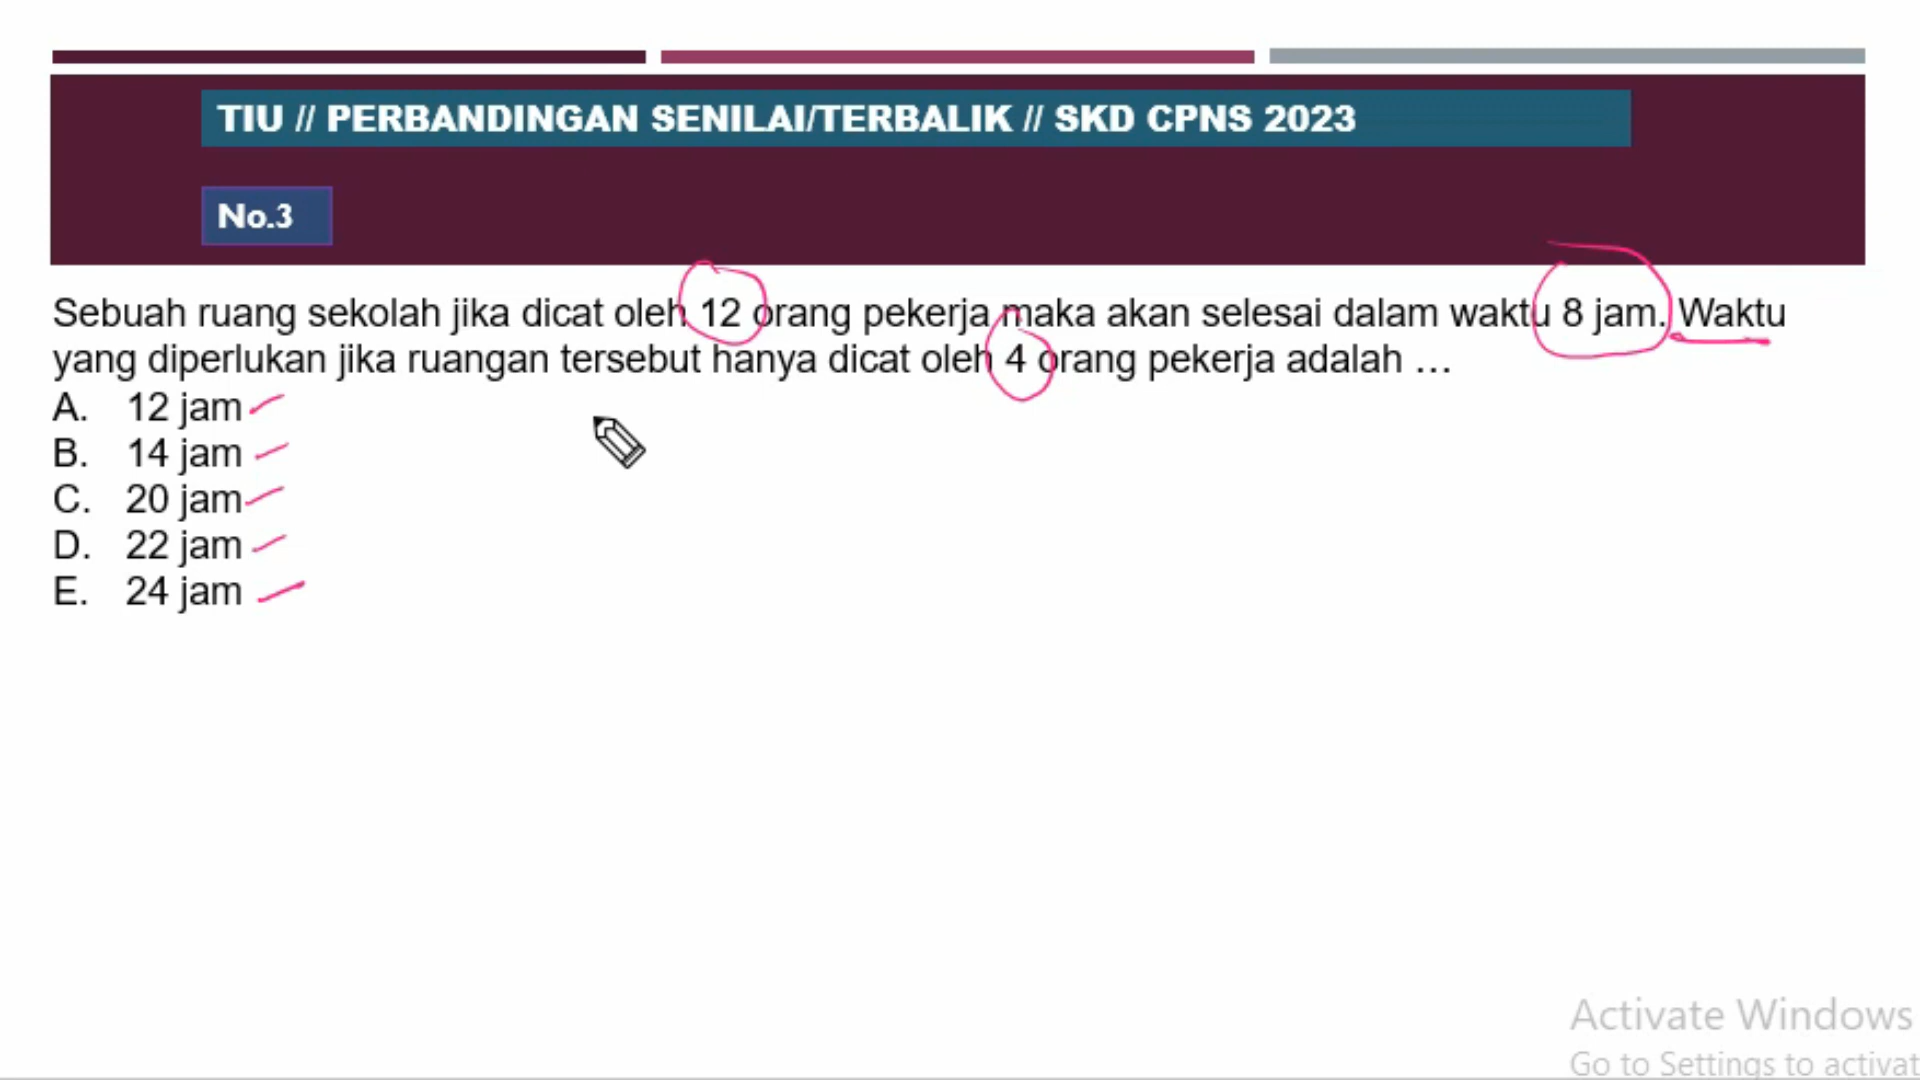 TIU // PERBANDINGAN SENILAI/TERBALIK // SKD CPNS 2023
No.3
Sebuah ruang sekolah jika dicat oleh 12 orang pekerja maka akan selesai dalam waktu 8 jam. Waktu
yang diperlukan jika ruangan tersebut hanya dicat oleh 4 orang pekerja adalah ...
A. 12 jam
B. 14 jam
C. 20 jam
D. 22 jam
E. 24 jam
Activate Windows
Go to Settings to activat